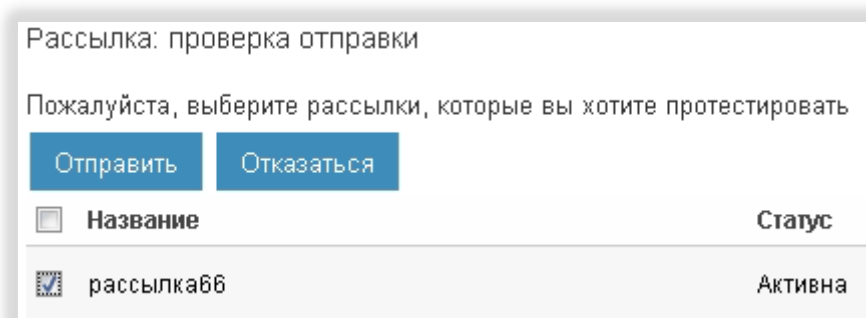 Рассылка: проверка отправки
Пожалуйста, выберите рассылки, которые вы хотите протестировать
Отправить Отказаться
Название Статус
рассылка66 Активна